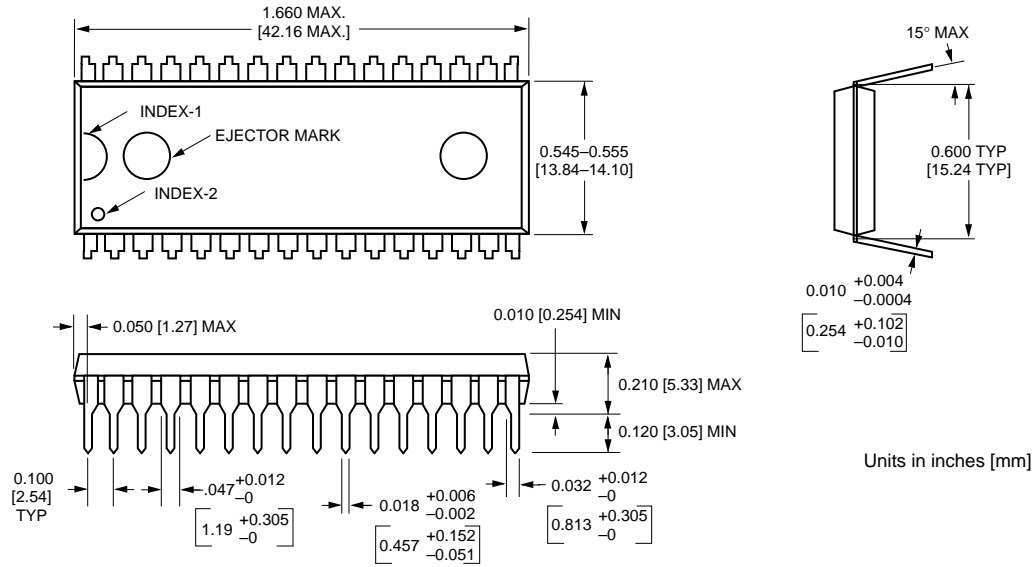 1.660 MAX.
[42.16 MAX.]
15° MAX
INDEX-1
EJECTOR MARK
0.545–0.555
[13.84–14.10]
0.600 TYP
[15.24 TYP]
INDEX-2
0.010 +0.004
–0.0004
0.254 +0.102
–0.010
0.050 [1.27] MAX
0.010 [0.254] MIN
0.210 [5.33] MAX
0.120 [3.05] MIN
Units in inches [mm]
0.100
[2.54]
TYP
.047 +0.012
–0
1.19 +0.305
–0
0.018 +0.006
–0.002
0.457 +0.152
–0.051
0.032 +0.012
–0
0.813 +0.305
–0